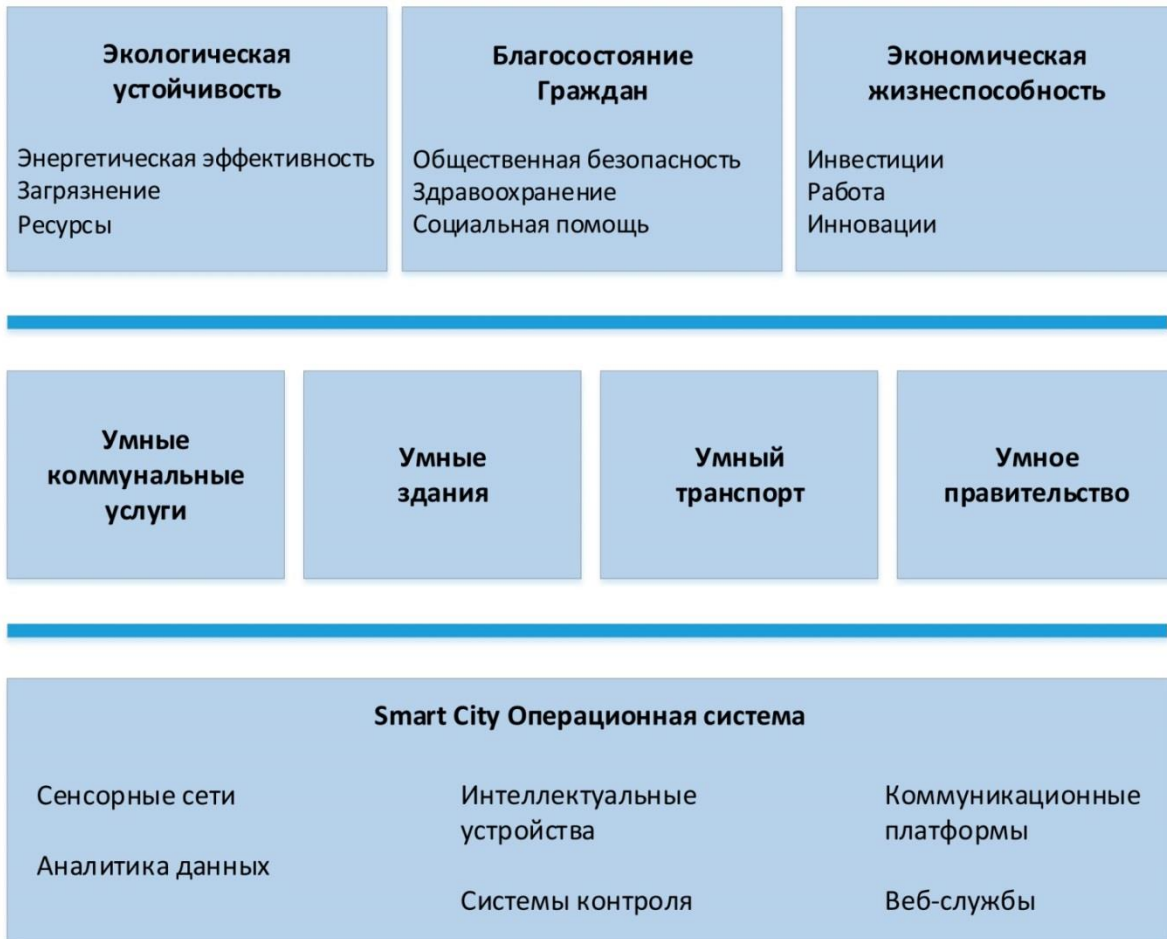 Экологическая
устойчивость
Энергетическая эффективность
Загрязнение
Ресурсы
Благосостояние
Граждан
Общественная безопасность
Здравоохранение
Социальная помощь
Экономическая
жизнеспособность
Инвестиции
Работа
Инновации
Умные
коммунальные
услуги
Умные
здания
Умный
транспорт
Умное
правительство
Smart City Операционная система
Сенсорные сети
Аналитика данных
Интеллектуальные
устройства
Системы контроля
Коммуникационные
платформы
Веб-службы